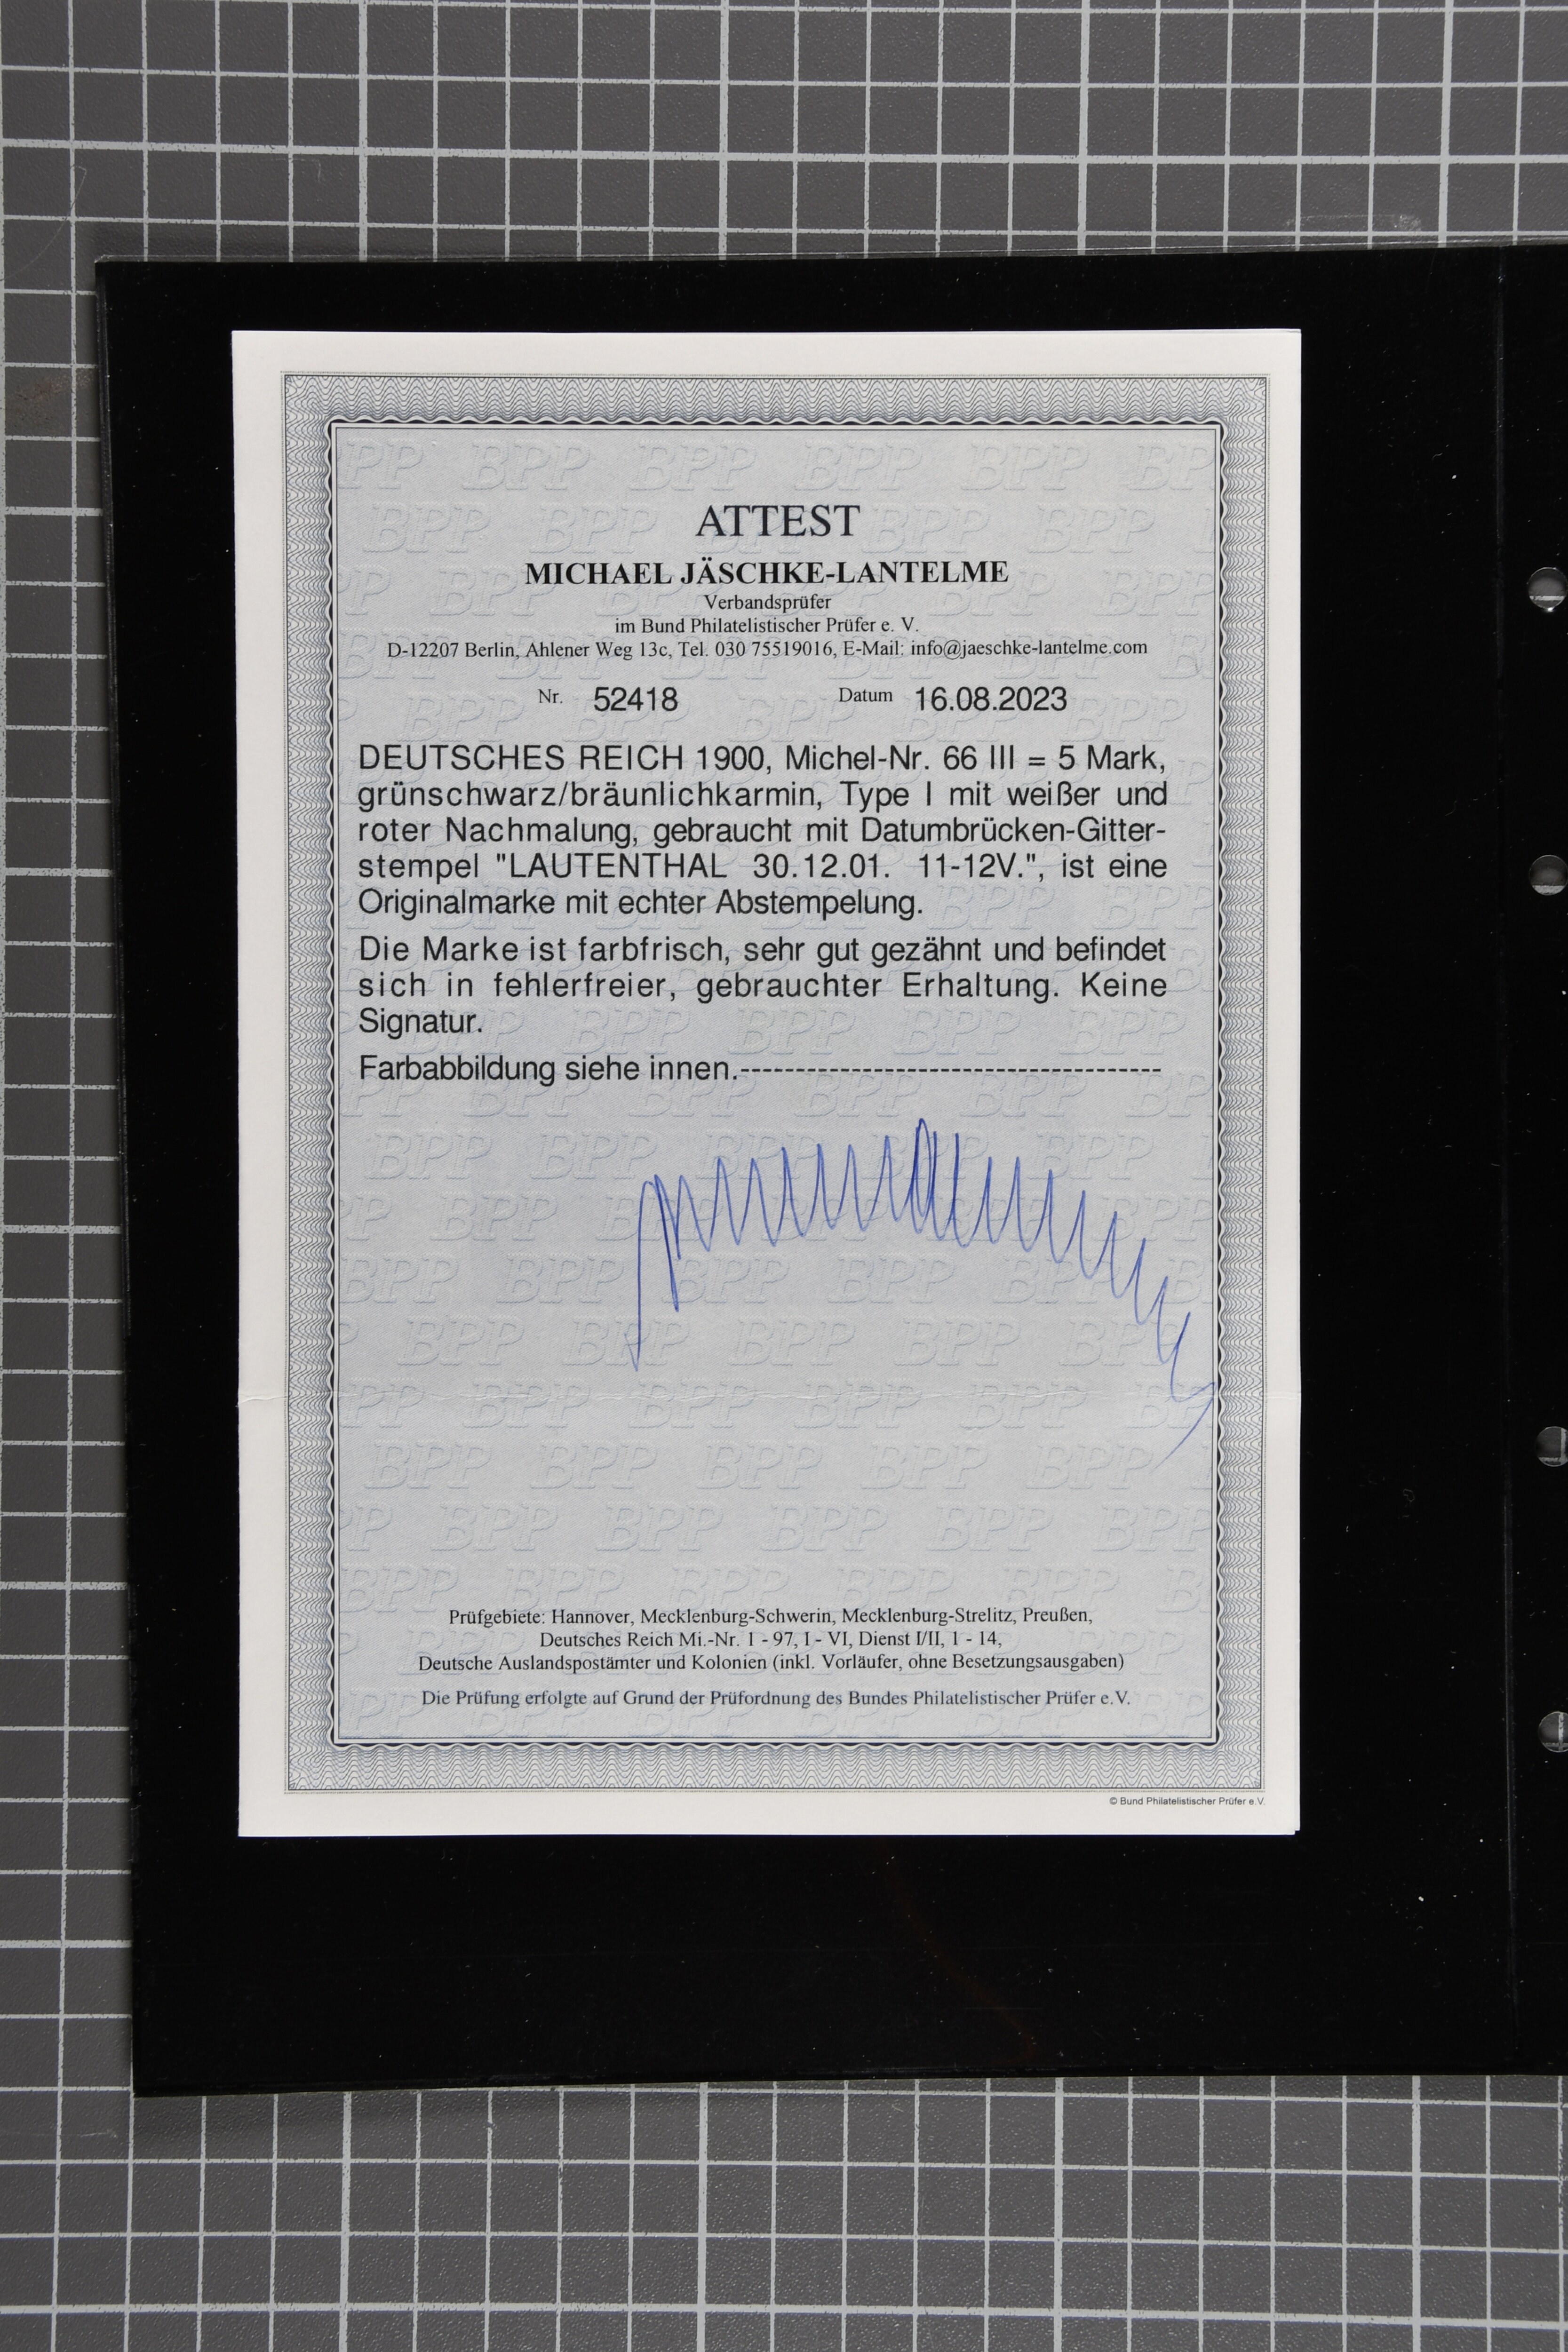 ATTEST
MICHAEL JÄSCHKE-LANTELME
Verbandsprüfer
im Bund Philatelistischer Prüfer e. V.
D-12207 Berlin, Ahlener Weg 13c, Tel. 030 75519016, E-Mail: info@jaeschke-lantelme.com
Nr. 52418 Datum 16.08.2023
DEUTSCHES REICH 1900, Michel-Nr. 66 III = 5 Mark,
grünschwarz/bräunlichkarmin, Type I mit weißer und
roter Nachmalung, gebraucht mit Datumbrücken-Gitter-
stempel "LAUTENTHAL 30.12.01. 11-12V.", ist eine
Originalmarke mit echter Abstempelung.
Die Marke ist farbfrisch, sehr gut gezähnt und befindet
sich in fehlerfreier, gebrauchter Erhaltung. Keine
Signatur.
Farbabbildung siehe innen.--------------------------------------
Prüfgebiete: Hannover, Mecklenburg-Schwerin, Mecklenburg-Strelitz, Preußen,
Deutsches Reich Mi.-Nr. 1 - 97, I - VI, Dienst I/II, 1 - 14,
Deutsche Auslandspostämter und Kolonien (inkl. Vorläufer, ohne Besetzungsausgaben)
Die Prüfung erfolgte auf Grund der Prüfordnung des Bundes Philatelistischer Prüfer e.V.
© Bund Philatelistischer Prüfer e.V.